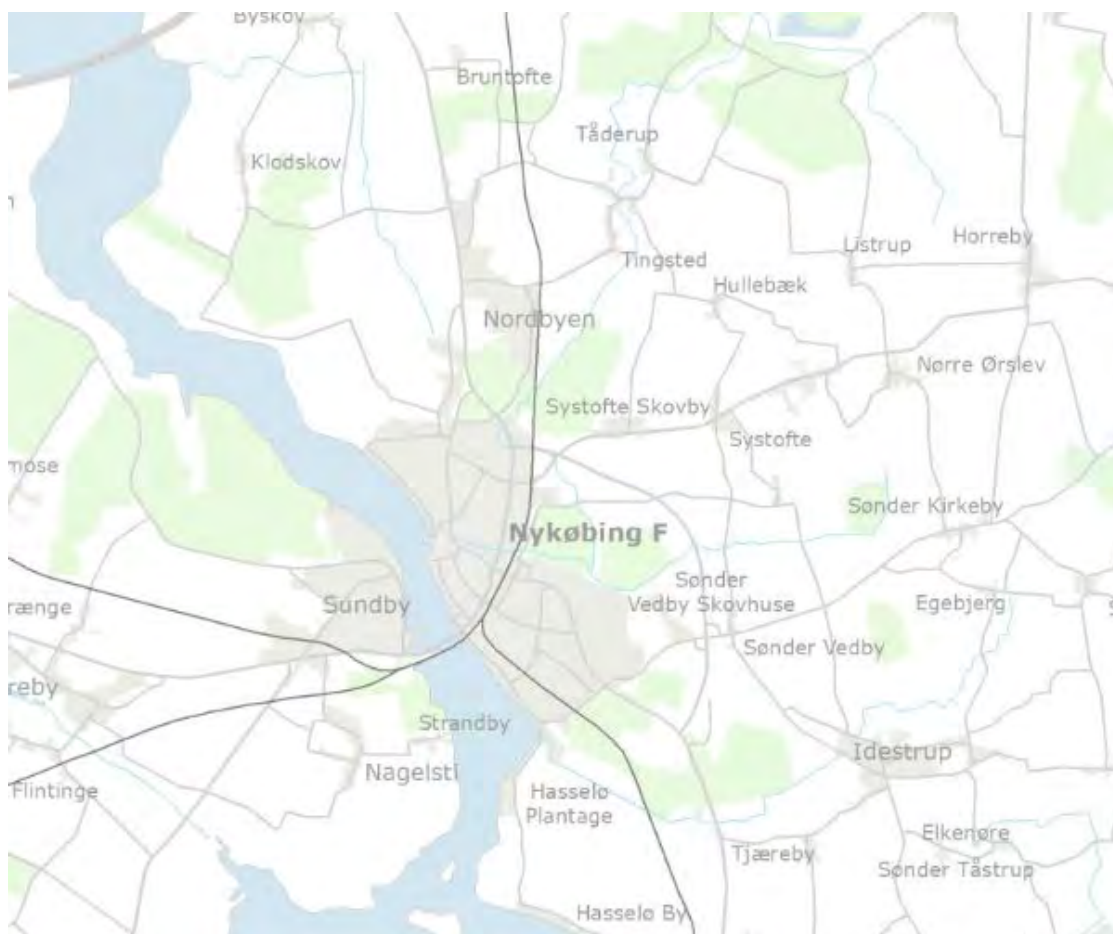 Byskov
Bruntofte
Tåderup
Klodskov
Horreby
Listrup
Tingsted
Hullebæk
Nordbyen
Nørre Ørslev
Systofte Skovby
Systofte
mose
Sønder Kirkeby
Nykøbing F
Sønder
Vedby Skovhuse
Sundby
Egebjerg
rænge
Sønder Vedby
reby
Strandby
Idestrup
Nagelsti
Flintinge
Hasselø
Plantage
Elkenøre
Tjæreby
Sønder Tåstrup
Hasselø By